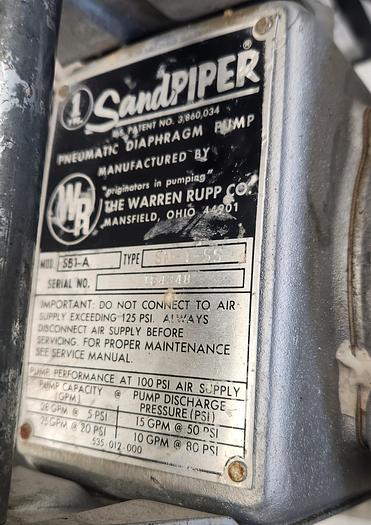 1 SandPIPER ®
U.S. PATENT NO. 3,860,034
PNEUMATIC DIAPHRAGM PUMP
MANUFACTURED BY
"originators in pumping"
WR THE WARREN RUPP CO.
MANSFIELD, OHIO 44901
MOD. SB1-A TYPE
SERIAL NO.
IMPORTANT: DO NOT CONNECT TO AIR
SUPPLY EXCEEDING 125 PSI. ALWAYS
DISCONNECT AIR SUPPLY BEFORE
SERVICING. FOR PROPER MAINTENANCE
SEE SERVICE MANUAL.
PUMP PERFORMANCE AT 100 PSI AIR SUPPLY
PUMP CAPACITY @ PUMP DISCHARGE
(GPM) PRESSURE (PSI)
26 GPM @ 5 PSI 15 GPM @ 50 PSI
25 GPM @ 20 PSI 10 GPM @ 80 PSI
535-012-000